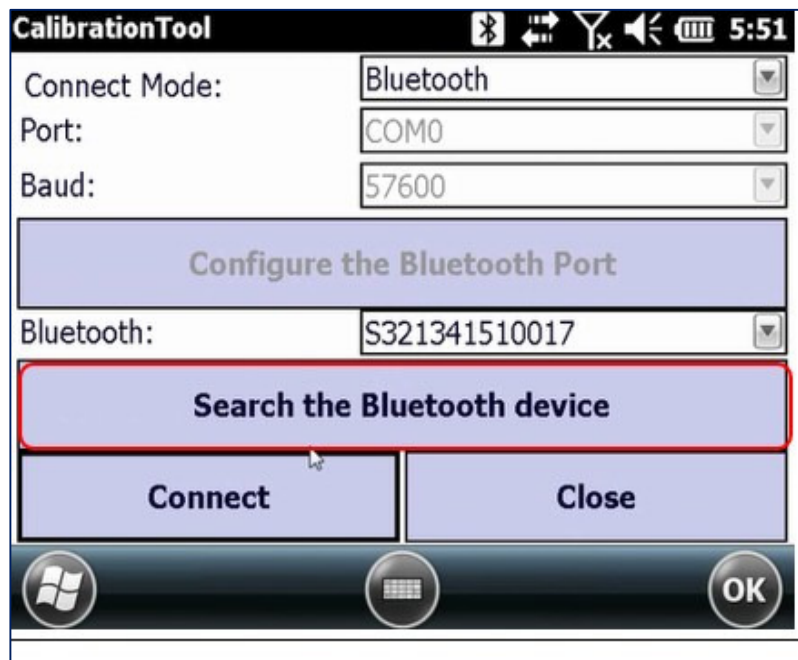 CalibrationTool 5:51
Connect Mode: Bluetooth
Port: COM0
Baud: 57600
Configure the Bluetooth Port
Bluetooth: S321341510017
Search the Bluetooth device
Connect Close
OK